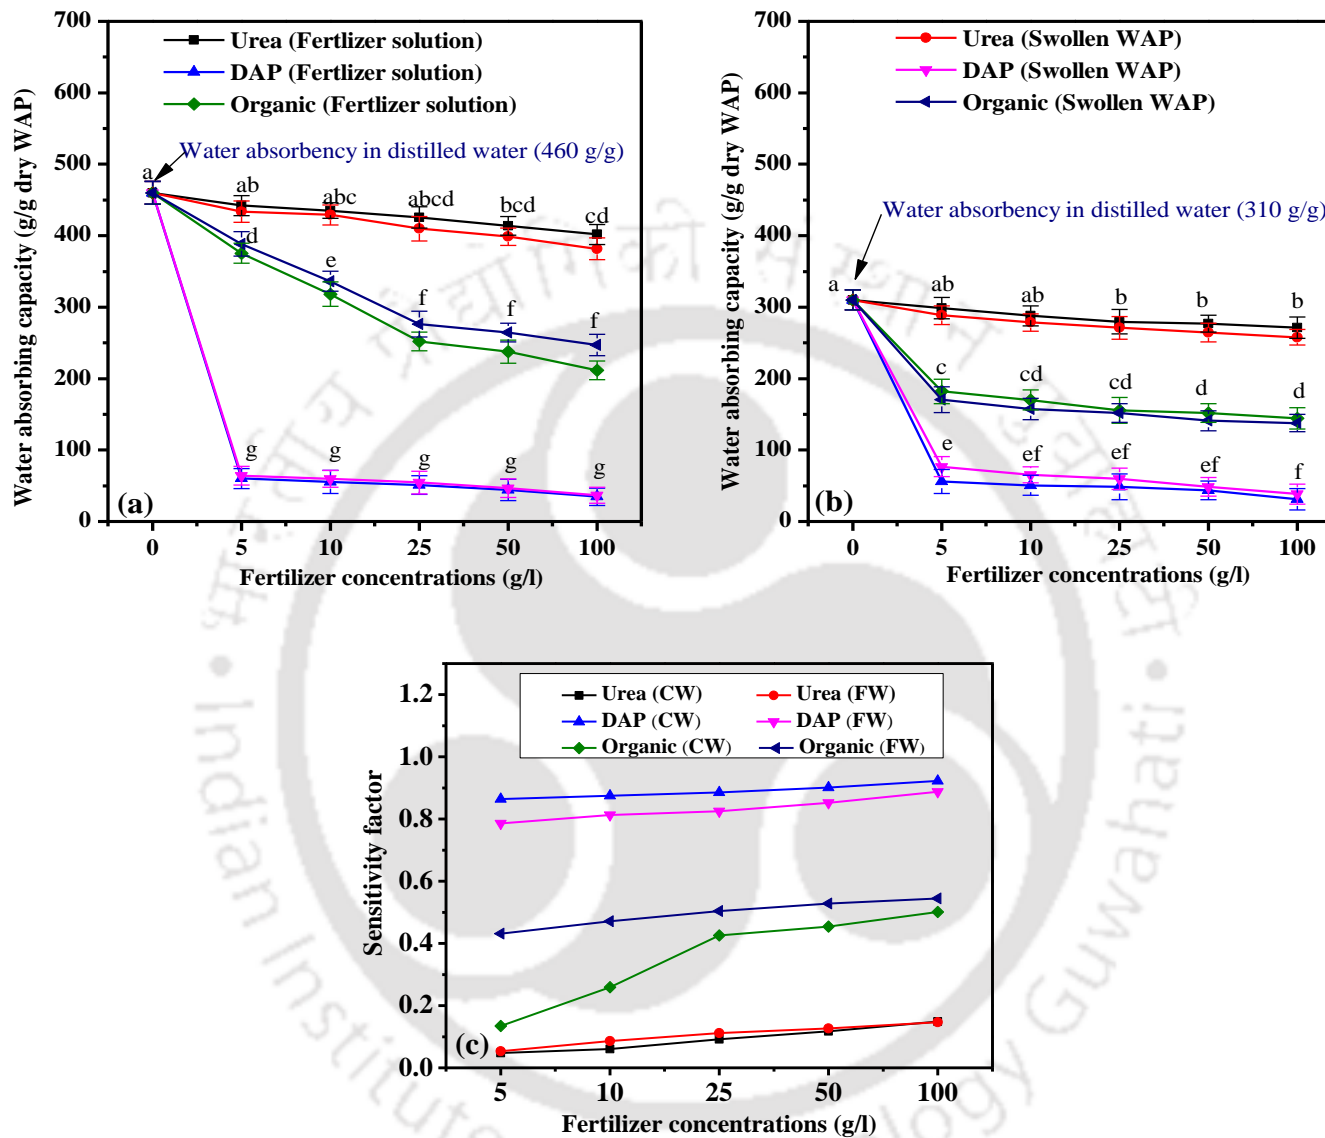 700
600
500
400
300
200
100
0
Water absorbing capacity (g/g dry WAP)
Urea (Fertlizer solution)
DAP (Fertlizer solution)
Organic (Fertlizer solution)
Water absorbency in distilled water (460 g/g)
a
ab
abc
abcd
bcd
cd
d
e
f
f
f
g
g
g
g
g
(a)
0
5
10
25
50
100
Fertilizer concentrations (g/l)
700
600
500
400
300
200
100
0
Water absorbing capacity (g/g dry WAP)
Urea (Swollen WAP)
DAP (Swollen WAP)
Organic (Swollen WAP)
Water absorbency in distilled water (310 g/g)
a
ab
ab
b
b
b
c
cd
cd
d
d
e
ef
ef
ef
f
(b)
0
5
10
25
50
100
Fertilizer concentrations (g/l)
1.2
1.0
0.8
0.6
0.4
0.2
0.0
Sensitivity factor
Urea (CW)
Urea (FW)
DAP (CW)
DAP (FW)
Organic (CW)
Organic (FW)
(c)
5
10
25
50
100
Fertilizer concentrations (g/l)
Indian Institute
ology Guwahati